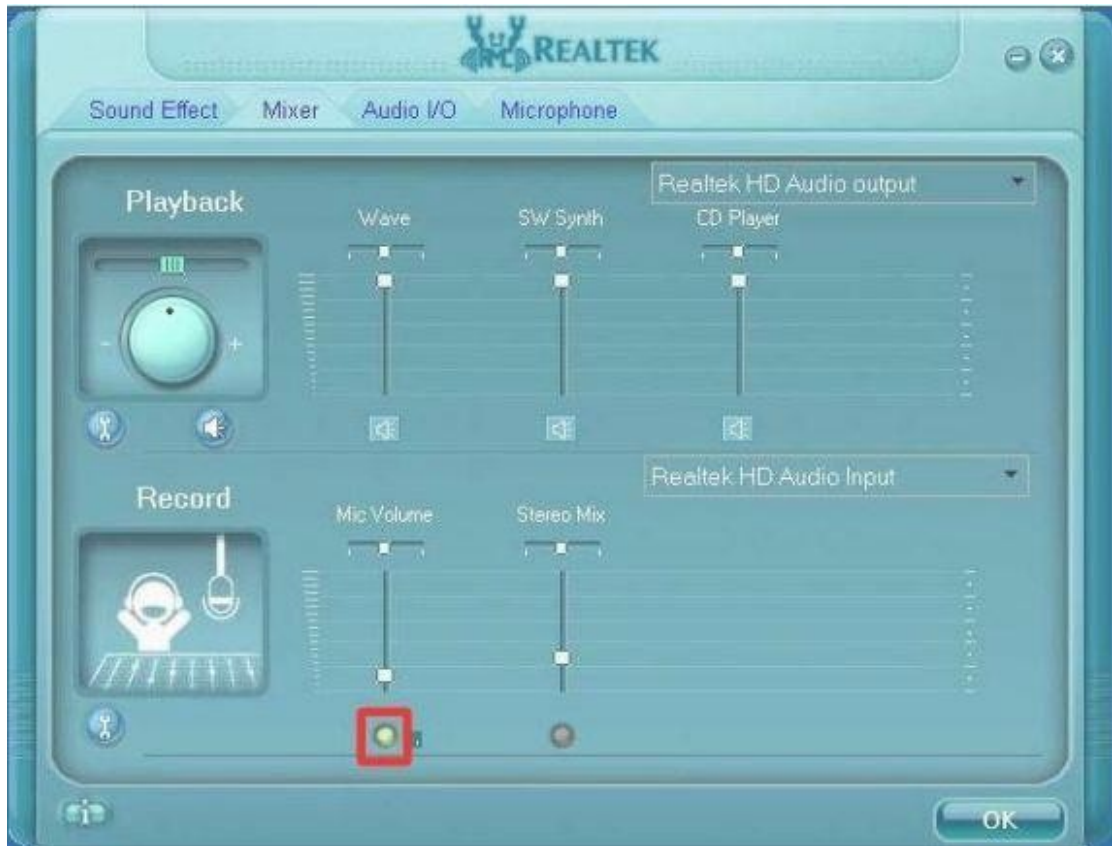 REALTEK
Sound Effect Mixer Audio I/O Microphone
Realtek HD Audio output
Playback
Wave SW Synth CD Player
- +
Realtek HD Audio Input
Record
Mic Volume Stereo Mix
i
OK